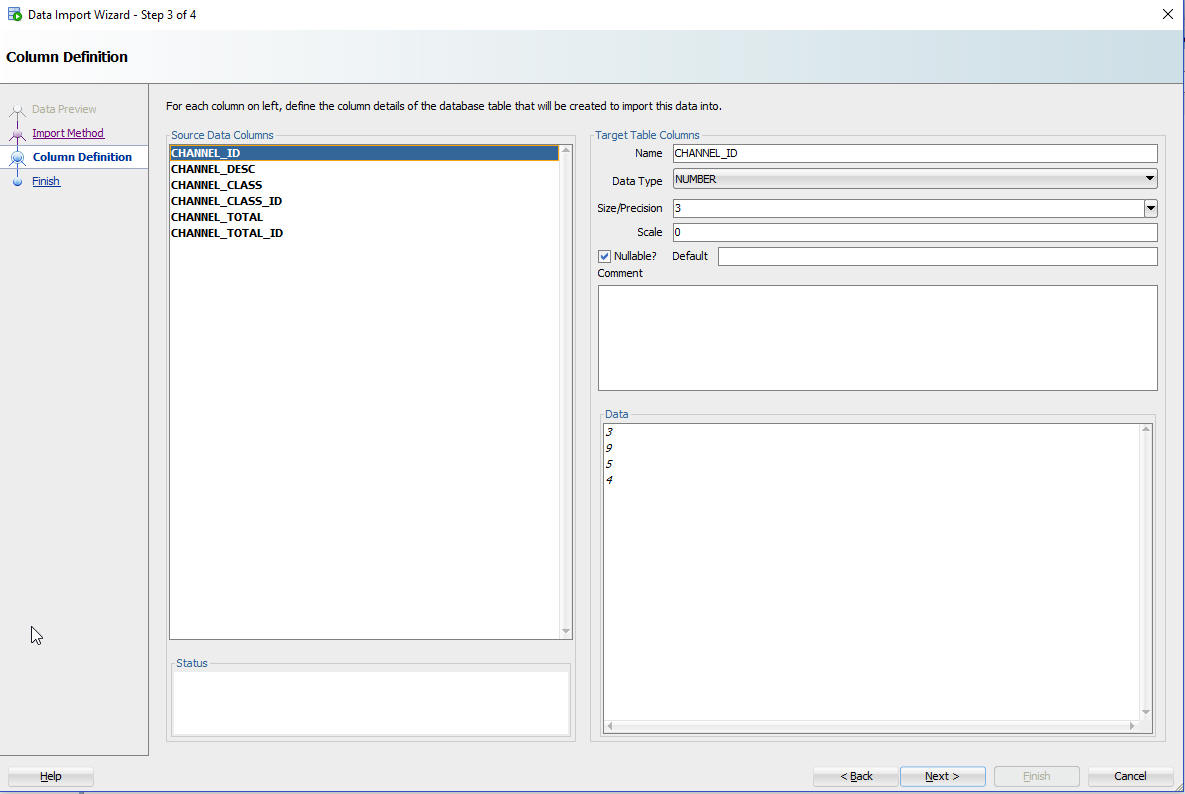 Data Import Wizard - Step 3 of 4
Column Definition
Data Preview
Import Method
Column Definition
Finish
For each column on left, define the column details of the database table that will be created to import this data into.
Source Data Columns
CHANNEL_ID
CHANNEL_DESC
CHANNEL_CLASS
CHANNEL_CLASS_ID
CHANNEL_TOTAL
CHANNEL_TOTAL_ID
Status
Target Table Columns
Name CHANNEL_ID
Data Type NUMBER
Size/Precision 3
Scale 0
Nullable? Default
Comment
Data
3
9
5
4
Help < Back Next > Finish Cancel